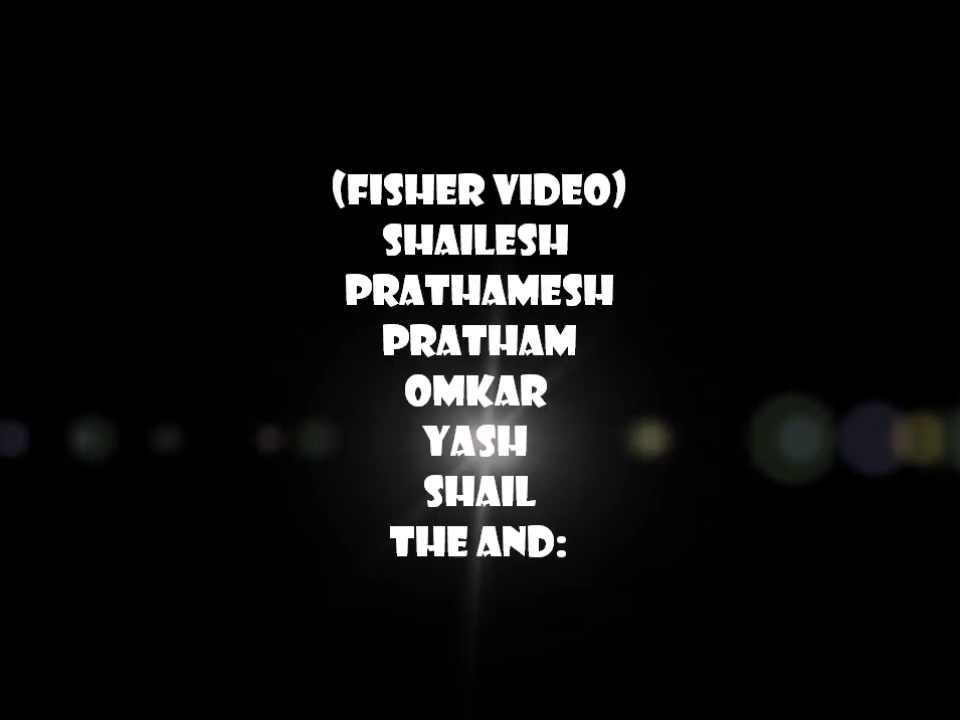 (FISHER VIDEO)
SHAILESH
PRATHAMESH
PRATHAM
OMKAR
YASH
SHAIL
THE AND: